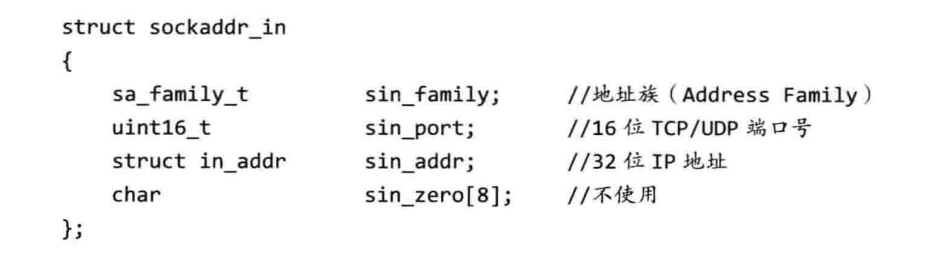 struct sockaddr_in
{
    sa_family_t        sin_family;      //地址族（Address Family）
    uint16_t           sin_port;        //16 位 TCP/UDP 端口号
    struct in_addr     sin_addr;        //32 位 IP 地址
    char               sin_zero[8];     //不使用
};